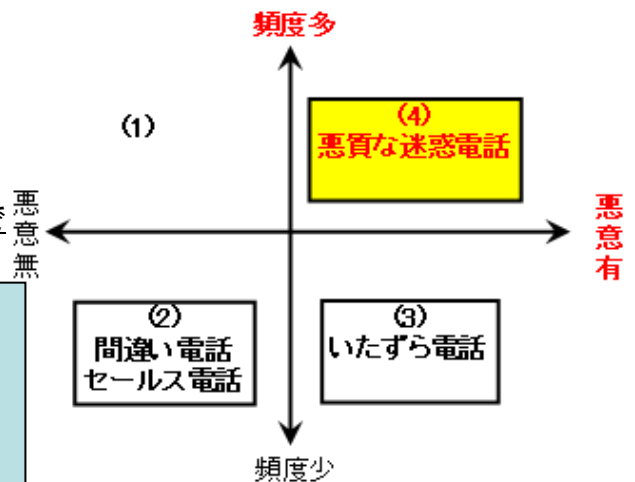 頻度多
(1)
(4)
悪質な迷惑電話
悪意無
悪意有
(2)
間違い電話
セールス電話
(3)
いたずら電話
頻度少